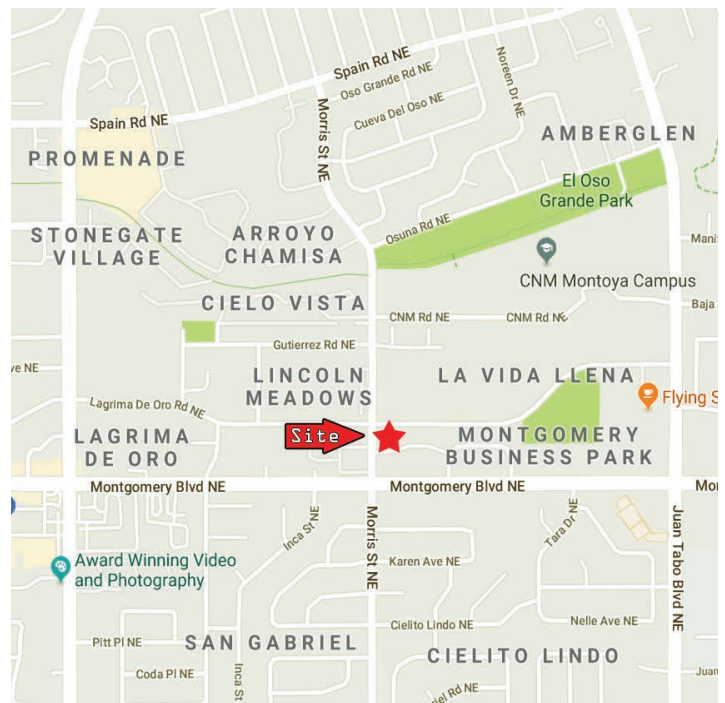 Spain Rd NE
Oso Grande Rd NE
Noreen Dr NE
Cueva Del Oso NE
Spain Rd NE
Morris St NE
AMBERGLEN
PROMENADE
El Oso
Grande Park
STONEGATE
VILLAGE
ARROYO
CHAMISA
Osuna Rd NE
Mani
CNM Montoya Campus
CIELO VISTA
Baja
CNM Rd NE
CNM Rd NE
Gutierrez Rd NE
ve NE
LINCOLN
MEADOWS
LA VIDA LLENA
Flying S
Lagrima De Oro Rd NE
LAGRIMA
DE ORO
Site
MONTGOMERY
BUSINESS PARK
Montgomery Blvd NE
Montgomery Blvd NE
Mo
Inca St NE
Morris St NE
Tara Dr NE
Juan Tabo Blvd NE
Award Winning Video
and Photography
Karen Ave NE
Cielito Lindo NE
Nelle Ave NE
Pitt Pl NE
SAN GABRIEL
CIELITO LINDO
Coda Pl NE
Inca St
Juan
riel Rd NE